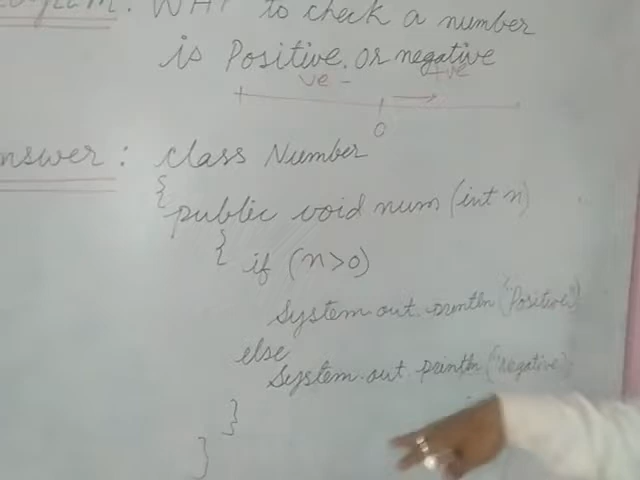 WAP to check a number
is Positive. Or negative
ve - +ve
0
nswer : class Number
{
public void num (int n)
{ if (n>0)
System.out.println ("Positive")
else
System.out.println ("negative)
}
}